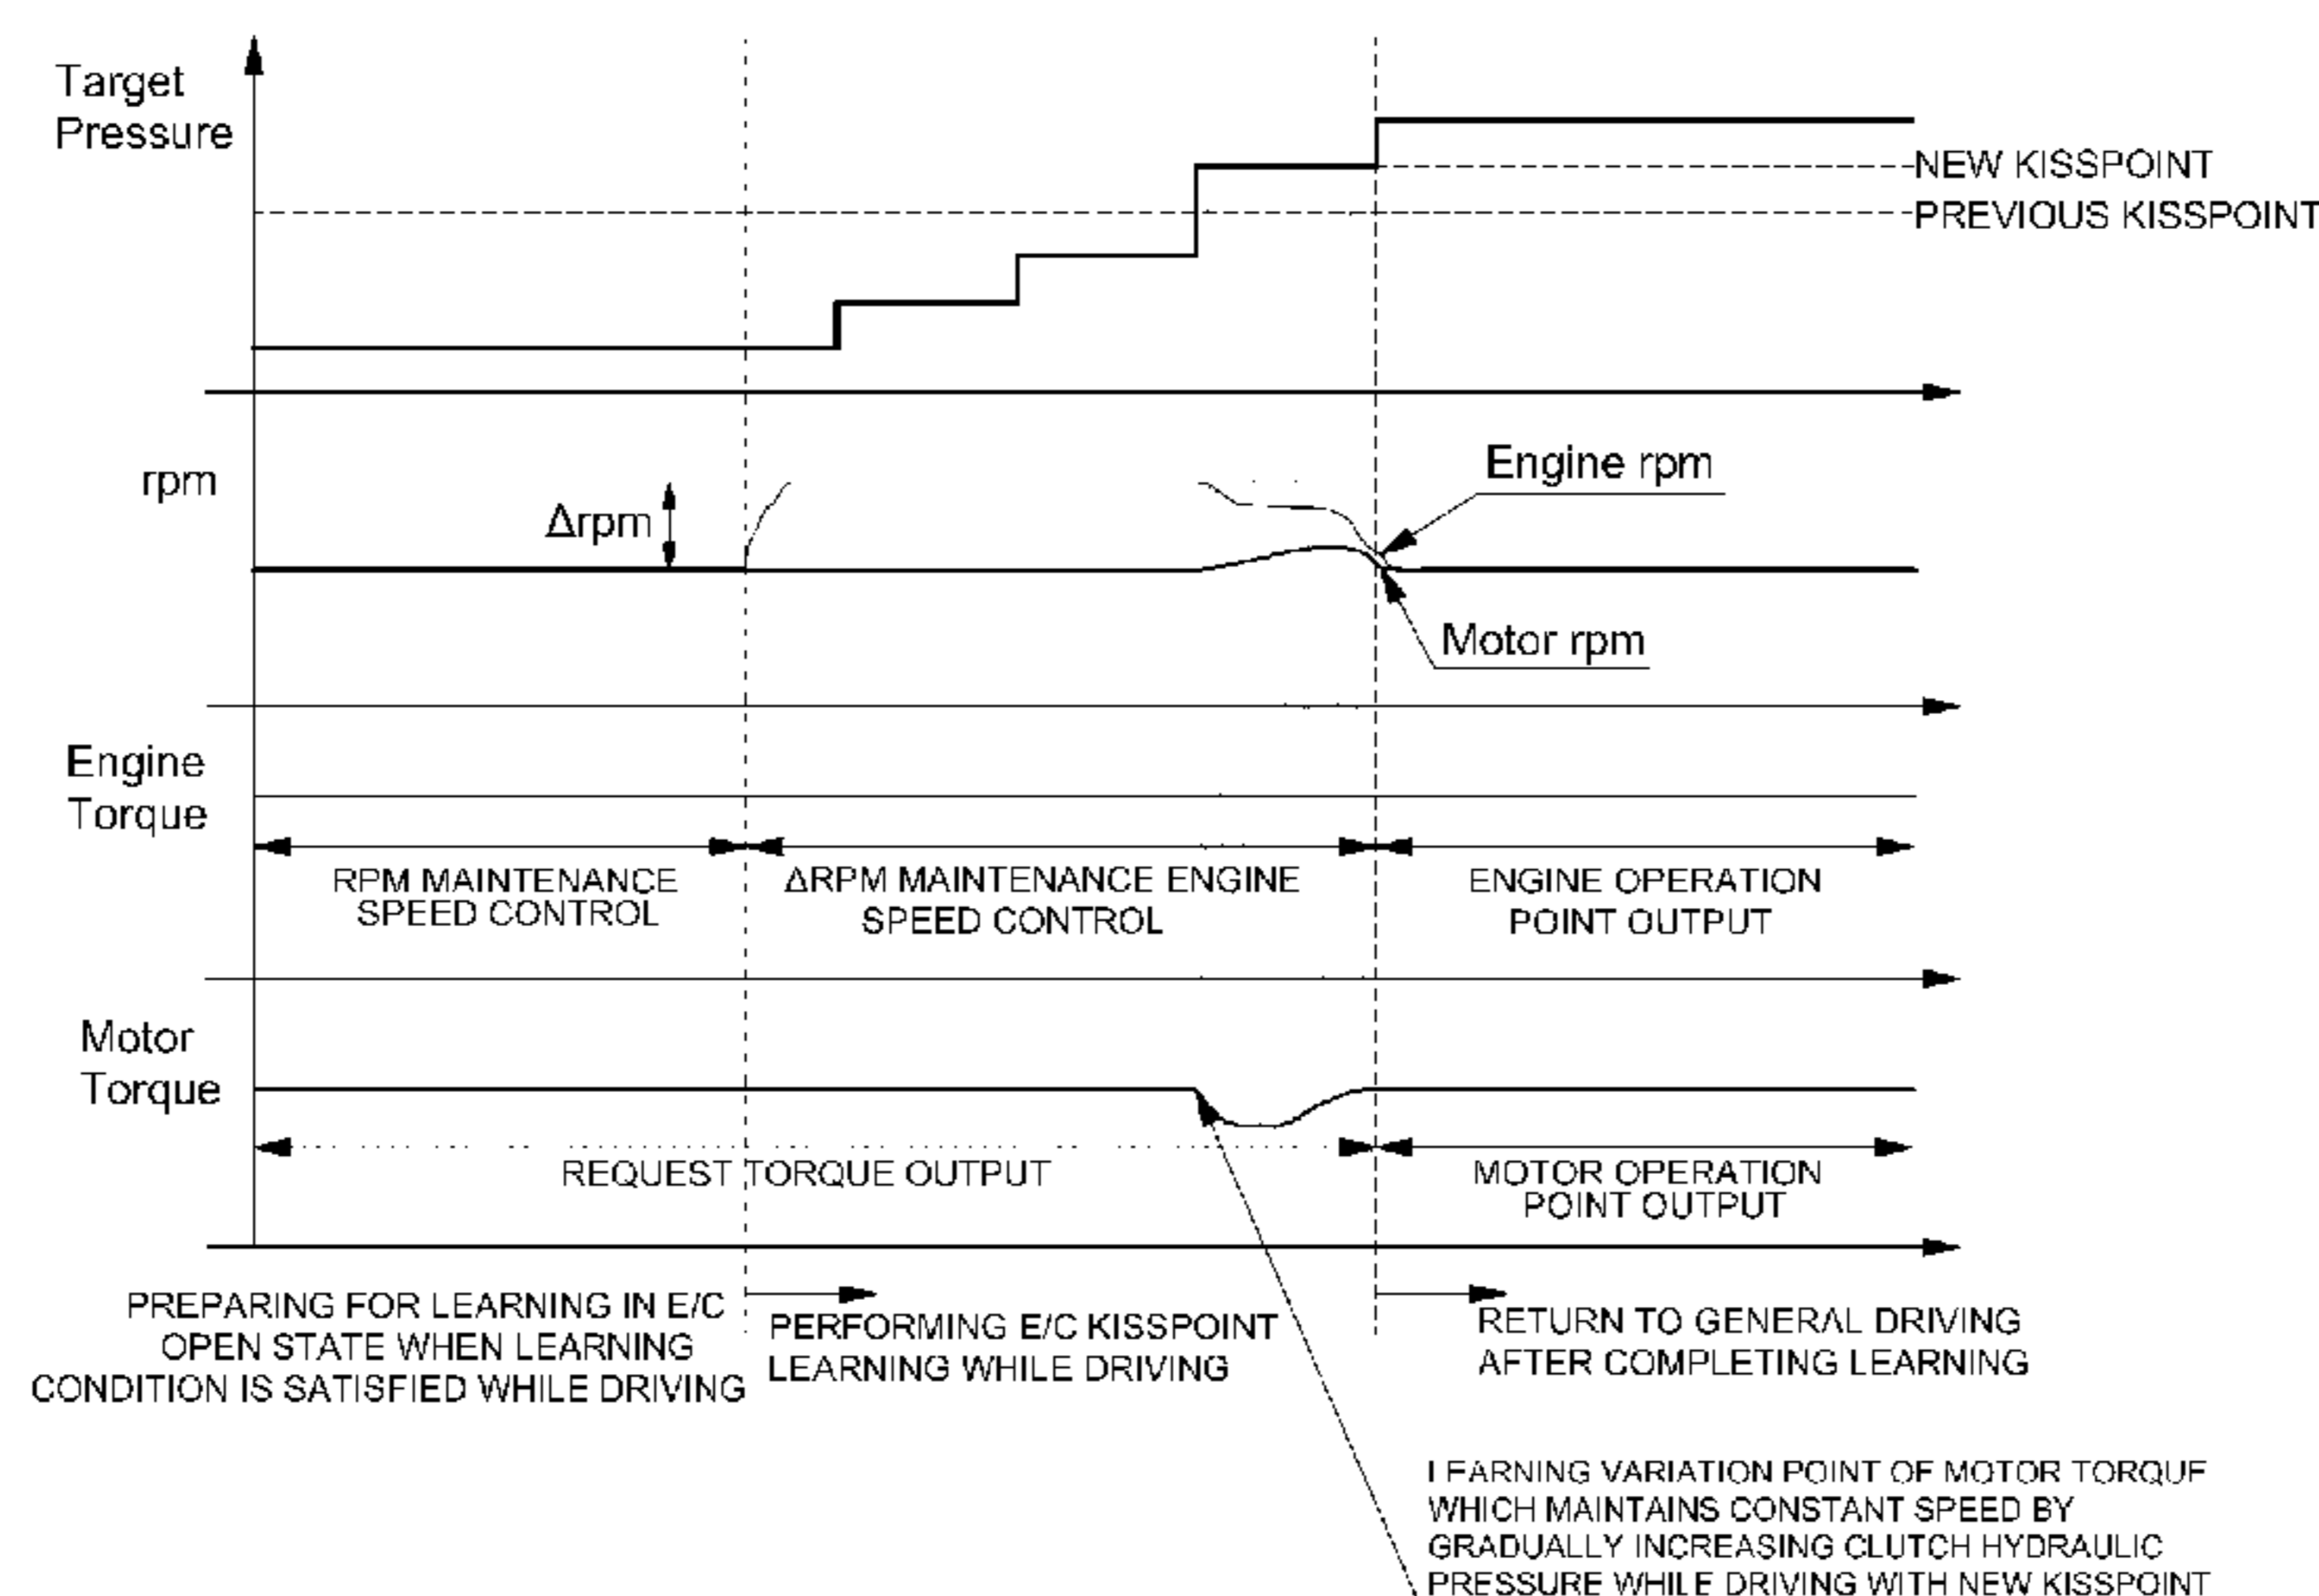 Target
Pressure
NEW KISSPOINT
PREVIOUS KISSPOINT
rpm
Δrpm
Engine rpm
Motor rpm
Engine
Torque
RPM MAINTENANCE
SPEED CONTROL
ΔRPM MAINTENANCE ENGINE
SPEED CONTROL
ENGINE OPERATION
POINT OUTPUT
Motor
Torque
REQUEST TORQUE OUTPUT
MOTOR OPERATION
POINT OUTPUT
PREPARING FOR LEARNING IN E/C
OPEN STATE WHEN LEARNING
CONDITION IS SATISFIED WHILE DRIVING
PERFORMING E/C KISSPOINT
LEARNING WHILE DRIVING
RETURN TO GENERAL DRIVING
AFTER COMPLETING LEARNING
LEARNING VARIATION POINT OF MOTOR TORQUE
WHICH MAINTAINS CONSTANT SPEED BY
GRADUALLY INCREASING CLUTCH HYDRAULIC
PRESSURE WHILE DRIVING WITH NEW KISSPOINT